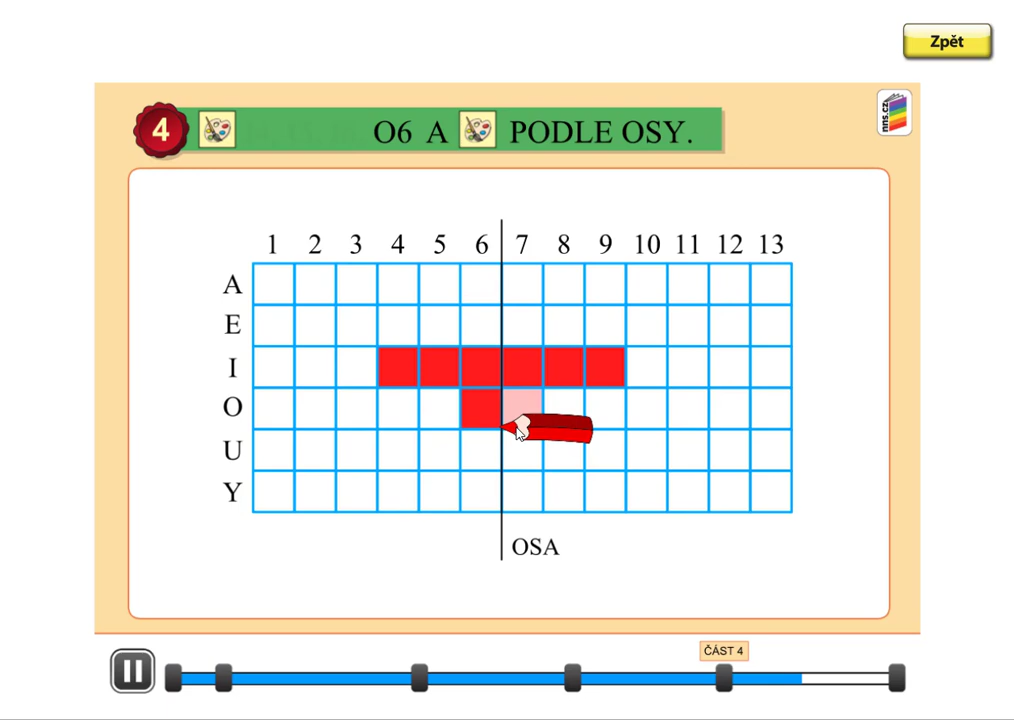 Zpět
4 O6 A PODLE OSY.
nns.cz
1 2 3 4 5 6 7 8 9 10 11 12 13
A
E
I
O
U
Y
OSA
ČÁST 4